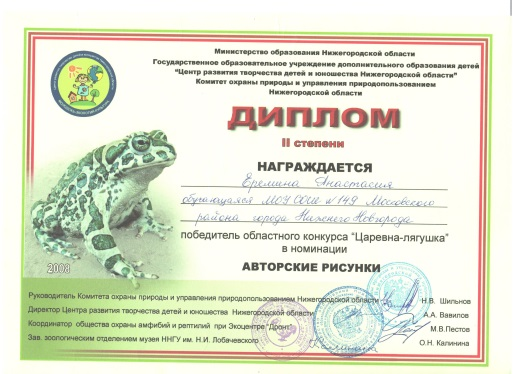 Министерство образования Нижегородской области
Государственное образовательное учреждение дополнительного образования детей
"Центр развития творчества детей и юношества Нижегородской области"
Комитет охраны природы и управления природопользованием
Нижегородской области
ДИПЛОМ
II степени
НАГРАЖДАЕТСЯ
Еремина Анастасия
обучающаяся МОУ СОШ №149 Московского
района города Нижнего Новгорода
победитель областного конкурса "Царевна-лягушка"
в номинации
АВТОРСКИЕ РИСУНКИ
2008
Руководитель Комитета охраны природы и управления природопользованием Нижегородской области Н.В. Шильнов
Директор Центра развития творчества детей и юношества Нижегородской области А.А. Вавилов
Координатор общества охраны амфибий и рептилий при Экоцентре "Дронт" М.В.Пестов
Зав. зоологическим отделением музея ННГУ им. Н.И. Лобачевского О.Н. Калинина